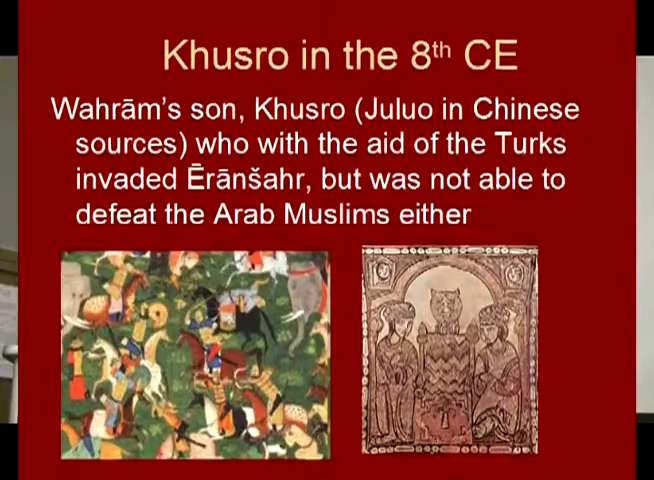 Khusro in the 8th CE
Wahrām's son, Khusro (Juluo in Chinese
sources) who with the aid of the Turks
invaded Ērānšahr, but was not able to
defeat the Arab Muslims either